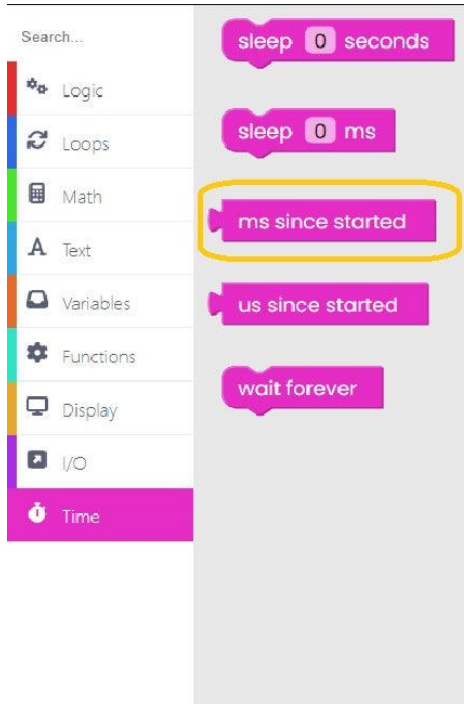 Search...
Logic
Loops
Math
Text
Variables
Functions
Display
I/O
Time
sleep 0 seconds
sleep 0 ms
ms since started
us since started
wait forever